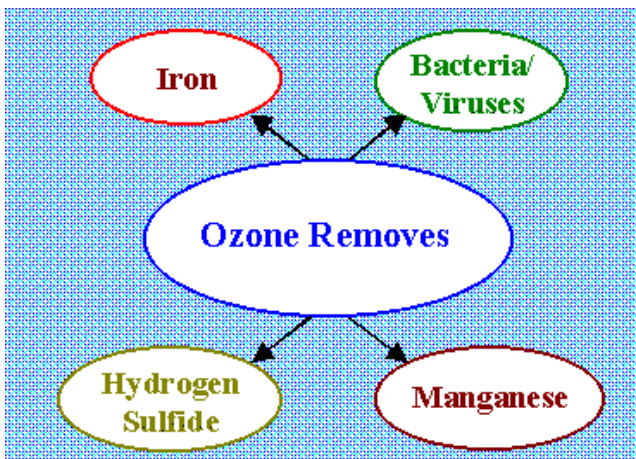 Iron
Bacteria/
Viruses
Ozone Removes
Hydrogen
Sulfide
Manganese